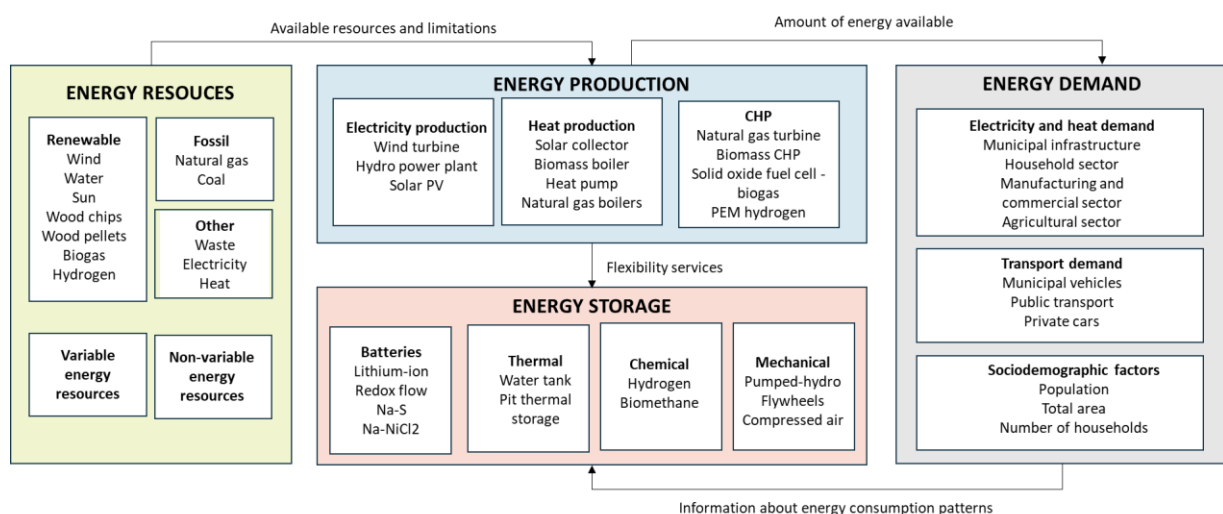 Available resources and limitations
Amount of energy available
ENERGY RESOUCES
Renewable
Wind
Water
Sun
Wood chips
Wood pellets
Biogas
Hydrogen
Fossil
Natural gas
Coal
Other
Waste
Electricity
Heat
Variable
energy
resources
Non-variable
energy
resources
ENERGY PRODUCTION
Electricity production
Wind turbine
Hydro power plant
Solar PV
Heat production
Solar collector
Biomass boiler
Heat pump
Natural gas boilers
CHP
Natural gas turbine
Biomass CHP
Solid oxide fuel cell -
biogas
PEM hydrogen
Flexibility services
ENERGY STORAGE
Batteries
Lithium-ion
Redox flow
Na-S
Na-NiCl2
Thermal
Water tank
Pit thermal
storage
Chemical
Hydrogen
Biomethane
Mechanical
Pumped-hydro
Flywheels
Compressed air
ENERGY DEMAND
Electricity and heat demand
Municipal infrastructure
Household sector
Manufacturing and
commercial sector
Agricultural sector
Transport demand
Municipal vehicles
Public transport
Private cars
Sociodemographic factors
Population
Total area
Number of households
Information about energy consumption patterns